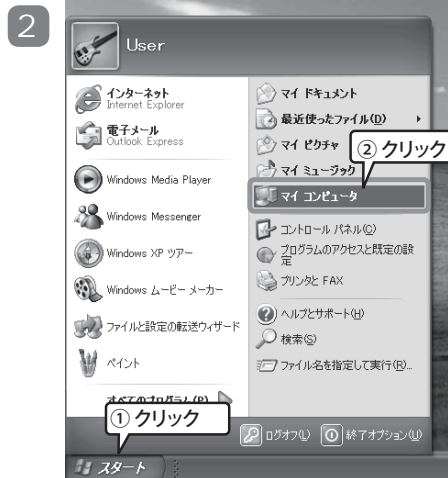 2
User
インターネット
Internet Explorer
電子メール
Outlook Express
Windows Media Player
Windows Messenger
Windows XP ツアー
Windows ムービー メーカー
ファイルと設定の転送ウィザード
ペイント
すべてのプログラム(P)
① クリック
マイ ドキュメント
最近使ったファイル(D)
マイ ピクチャ
② クリック
マイ ミュージック
マイ コンピュータ
コントロール パネル(C)
プログラムのアクセスと既定の設
定
プリンタと FAX
ヘルプとサポート(H)
検索(S)
ファイル名を指定して実行(R)...
ログオフ(L)
終了オプション(U)
スタート